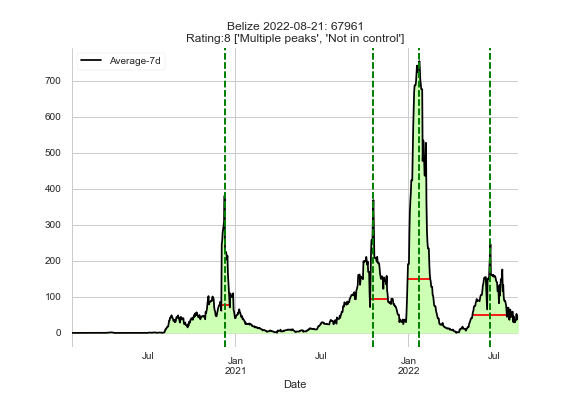 Belize 2022-08-21: 67961
Rating:8 ['Multiple peaks', 'Not in control']
Average-7d
700
600
500
400
300
200
100
0
Jul
Jan
2021
Jul
Jan
2022
Jul
Date